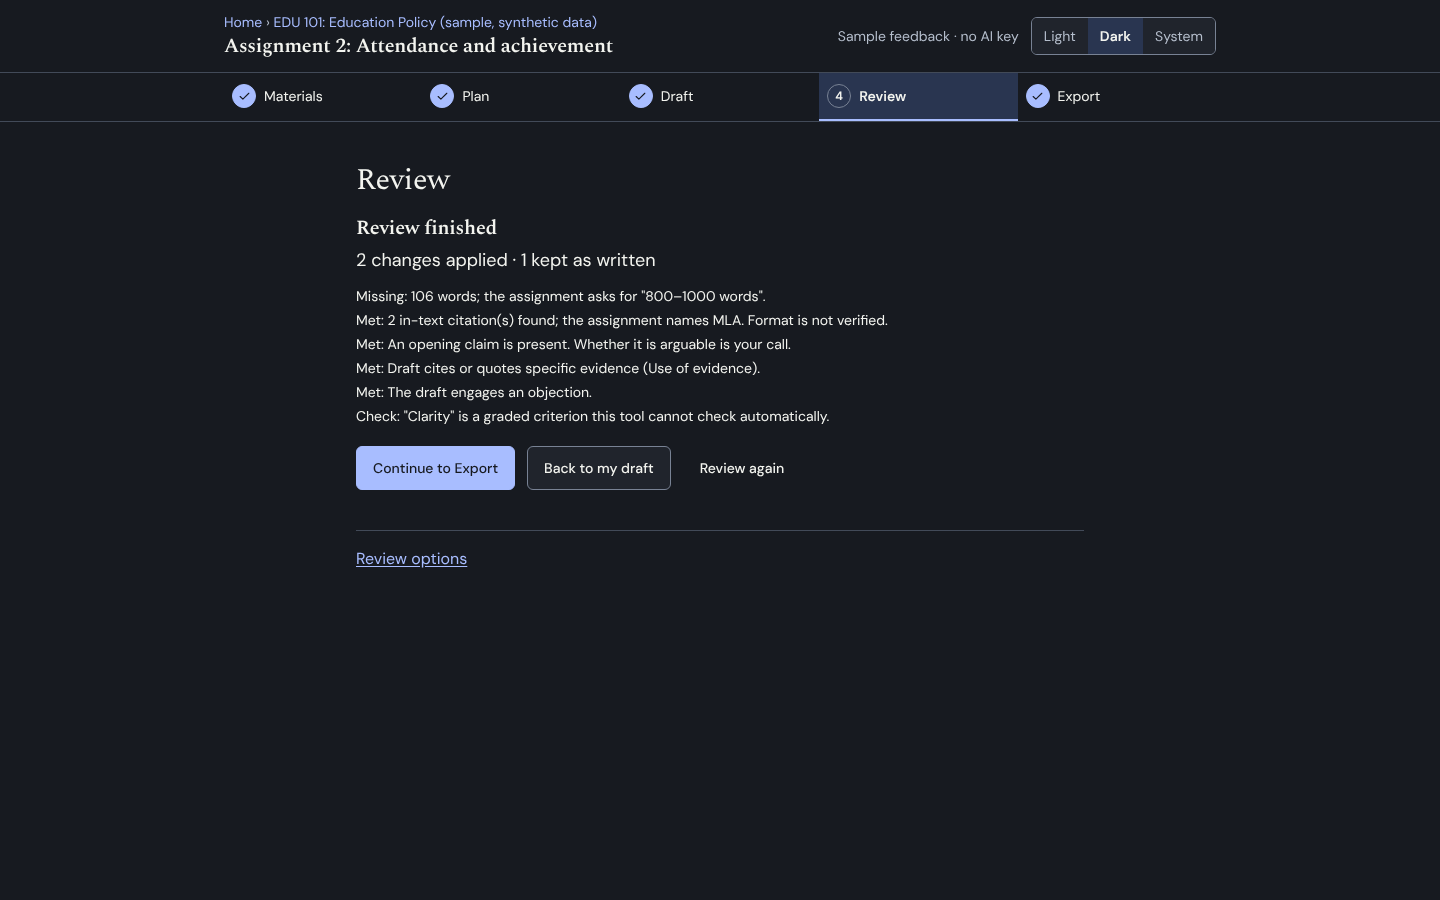 Home › EDU 101: Education Policy (sample, synthetic data)
Assignment 2: Attendance and achievement
Sample feedback · no AI key
Light
Dark
System
Materials
Plan
Draft
4
Review
Export
Review
Review finished
2 changes applied · 1 kept as written
Missing: 106 words; the assignment asks for "800–1000 words".
Met: 2 in-text citation(s) found; the assignment names MLA. Format is not verified.
Met: An opening claim is present. Whether it is arguable is your call.
Met: Draft cites or quotes specific evidence (Use of evidence).
Met: The draft engages an objection.
Check: "Clarity" is a graded criterion this tool cannot check automatically.
Continue to Export
Back to my draft
Review again
Review options